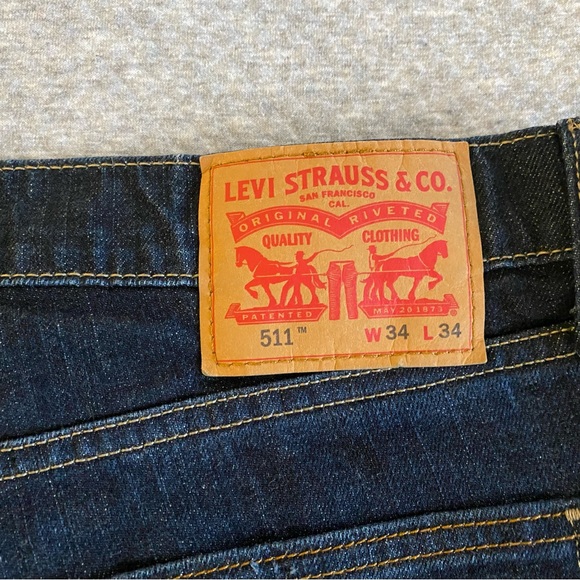 LEVI STRAUSS & CO.
SAN FRANCISCO
CAL.
ORIGINAL RIVETED
QUALITY CLOTHING
PATENTED MAY 20 1873
511™ W 34 L 34